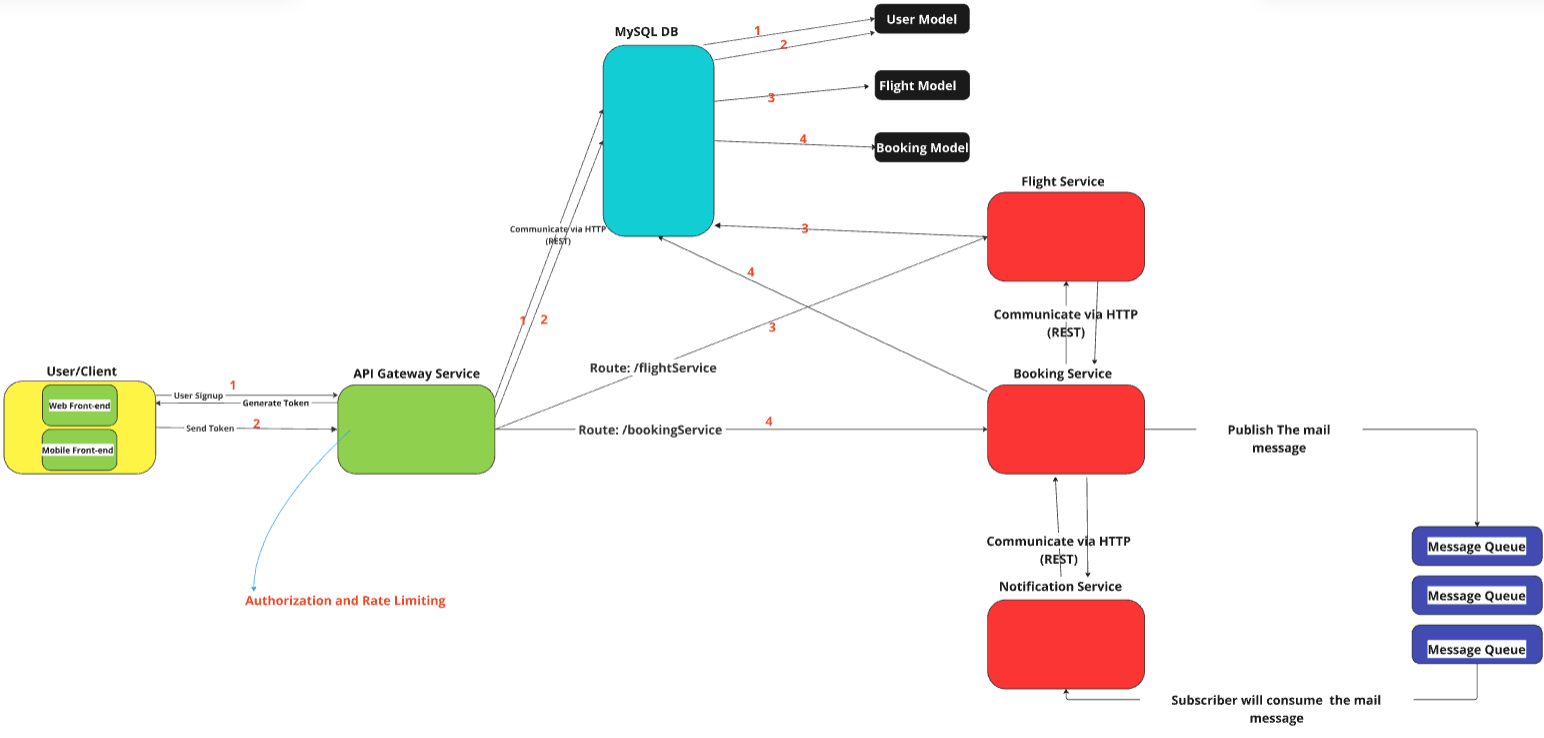 User Model
MySQL DB
1
2
Flight Model
3
4
Booking Model
Flight Service
Communicate via HTTP
(REST)
3
4
Communicate via HTTP
(REST)
1
2
3
Route: /flightService
User/Client
API Gateway Service
Booking Service
1
User Signup
Generate Token
Web Front-end
2
Send Token
4
Route: /bookingService
Publish The mail
message
Mobile Front-end
Communicate via HTTP
(REST)
Message Queue
Notification Service
Message Queue
Authorization and Rate Limiting
Message Queue
Subscriber will consume the mail
message